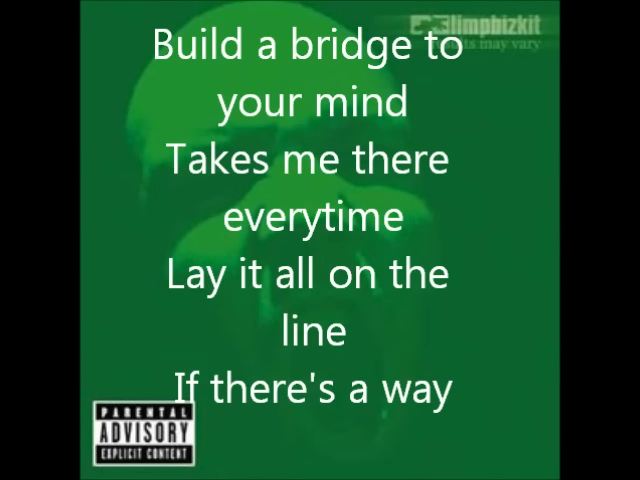 limpbizkit
results may vary
Build a bridge to
your mind
Takes me there
everytime
Lay it all on the
line
If there's a way
PARENTAL
ADVISORY
EXPLICIT CONTENT